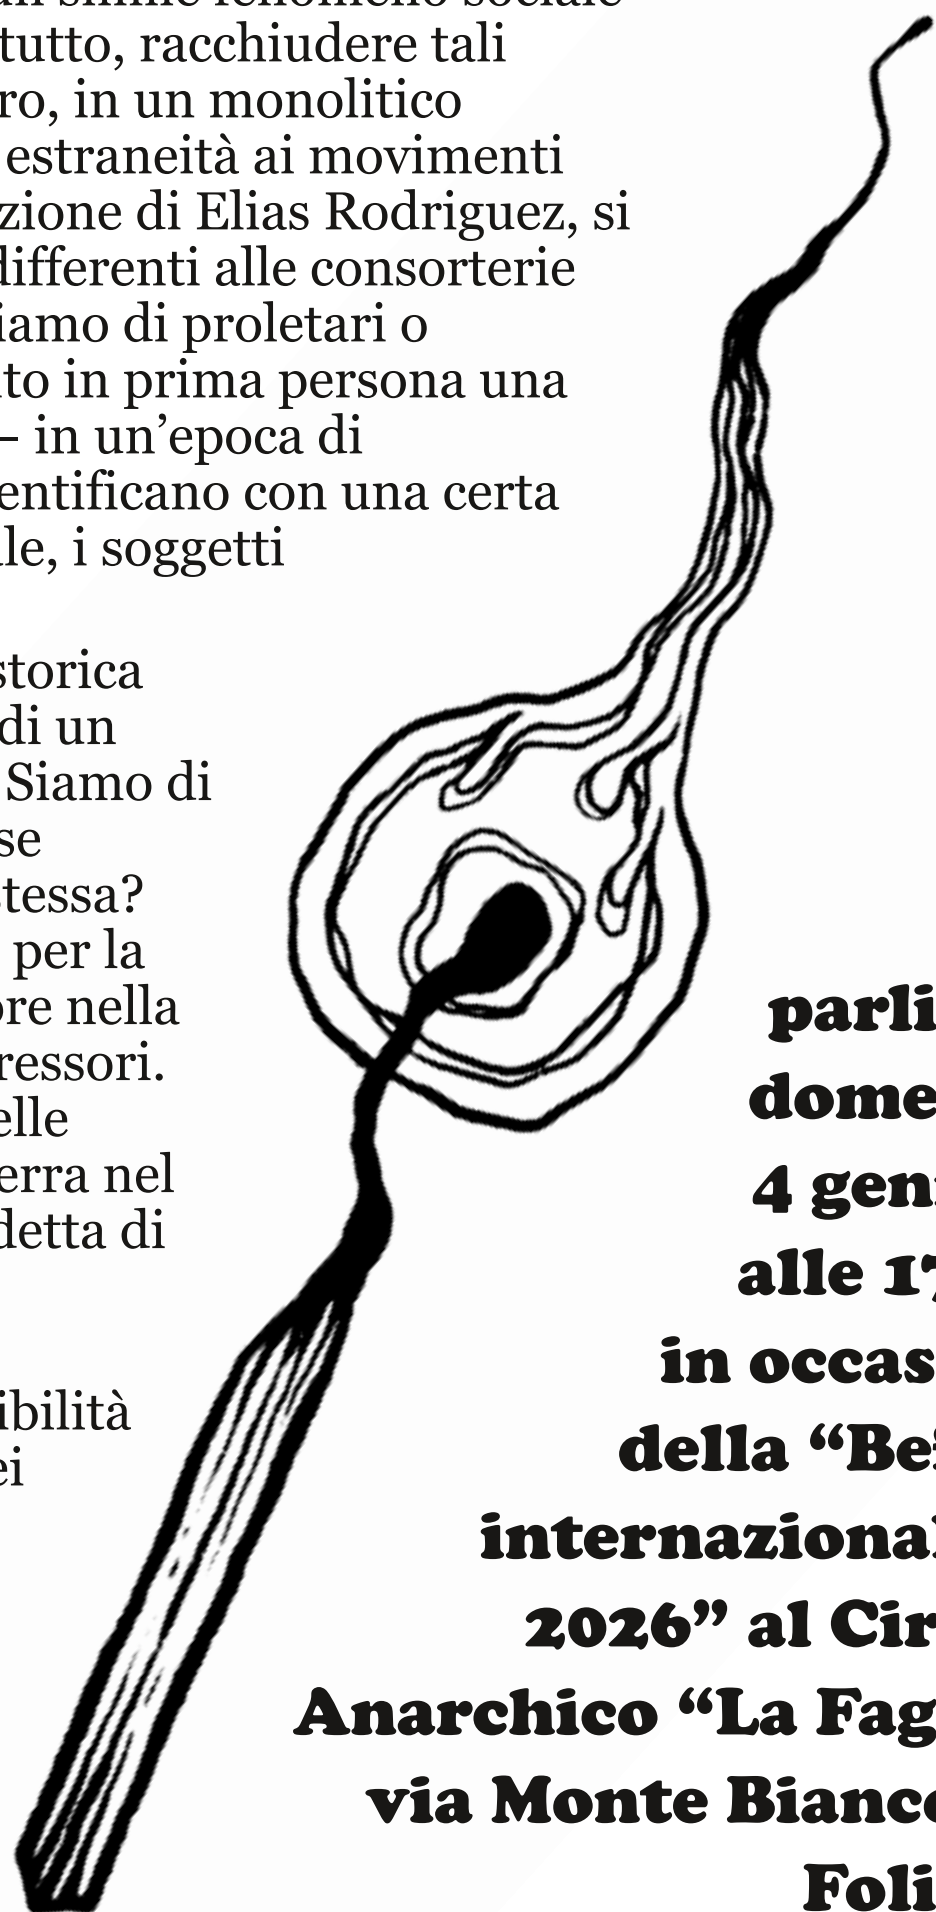 un simile fenomeno sociale
tutto, racchiudere tali
ro, in un monolitico
estraneità ai movimenti
zione di Elias Rodriguez, si
differenti alle consorterie
iamo di proletari o
to in prima persona una
– in un’epoca di
entificano con una certa
le, i soggetti
storica
di un
Siamo di
se
stessa?
per la
ore nella
ressori.
elle
erra nel
detta di
ibilità
ei
parli
dome
4 genn
alle 17
in occas
della “Bef
internazional
2026” al Cir
Anarchico “La Fag
via Monte Bianco
Foli